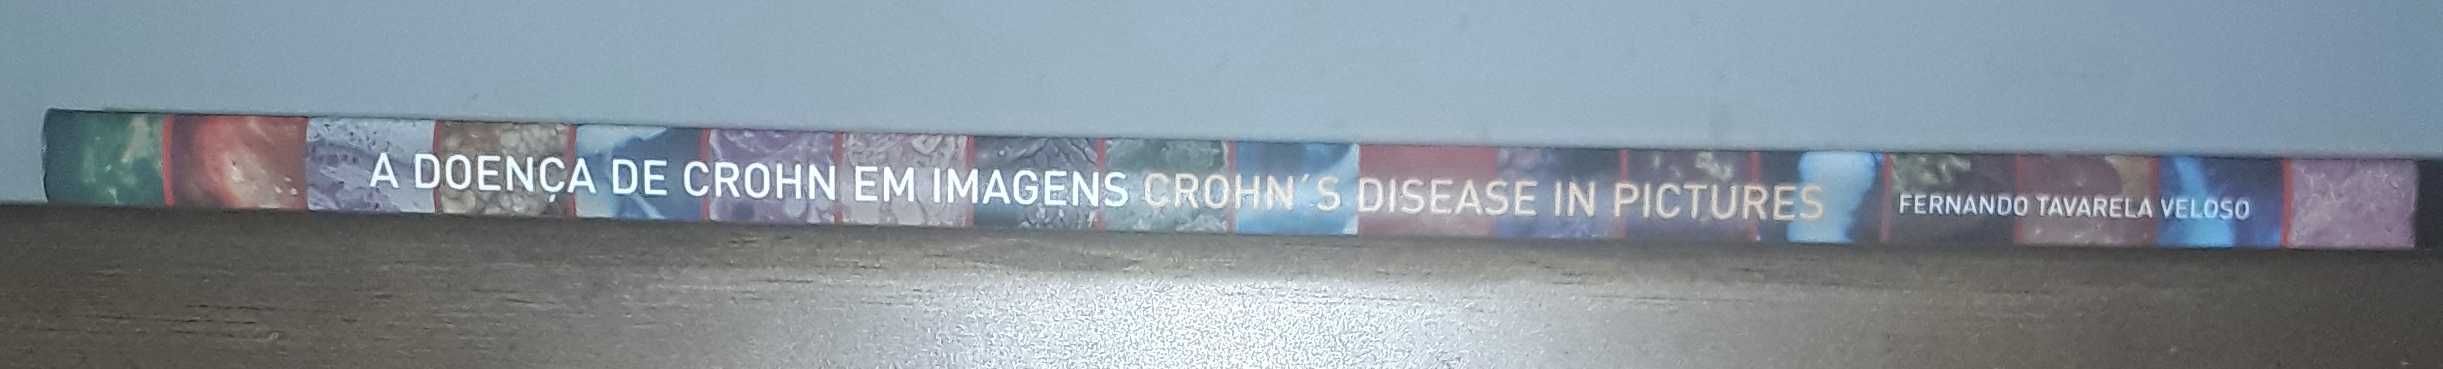 A DOENÇA DE CROHN EM IMAGENS CROHN´S DISEASE IN PICTURES FERNANDO TAVARELA VELOSO